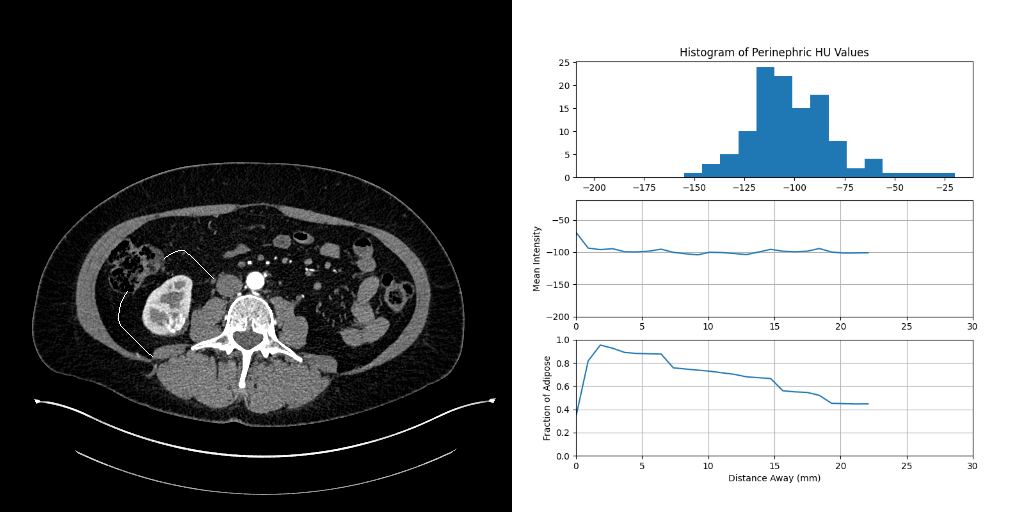 Histogram of Perinephric HU Values
25
20
15
10
5
0
−200 −175 −150 −125 −100 −75 −50 −25
Mean Intensity
−50
−100
−150
−200
0 5 10 15 20 25 30
Fraction of Adipose
1.0
0.8
0.6
0.4
0.2
0.0
0 5 10 15 20 25 30
Distance Away (mm)